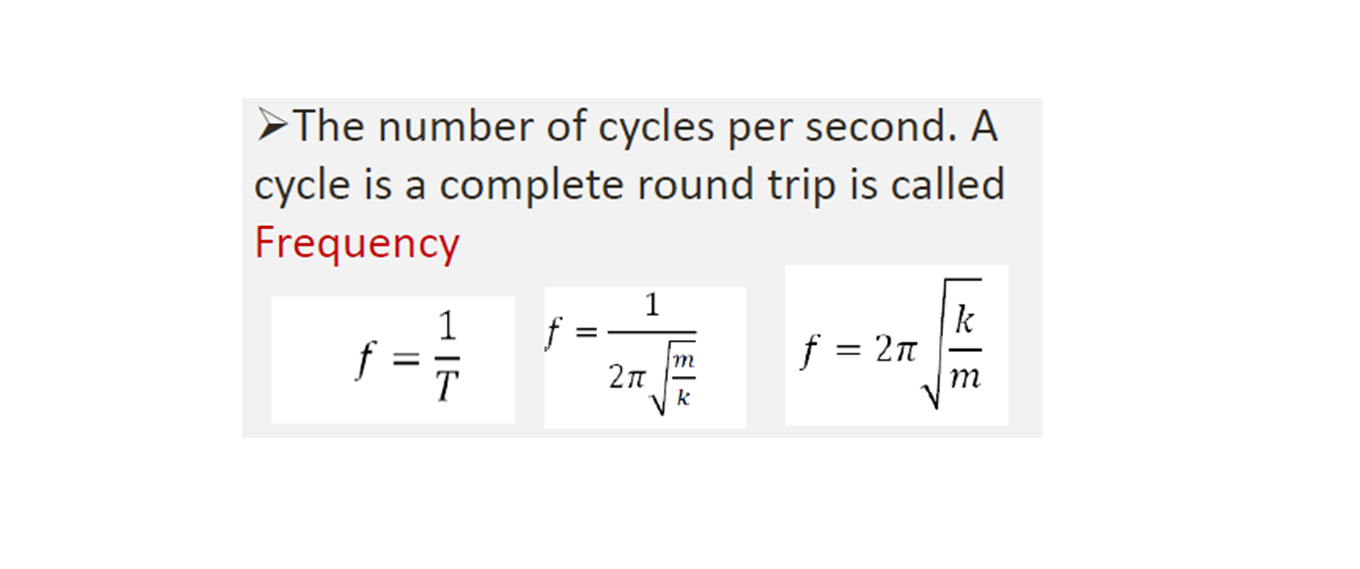 ➢The number of cycles per second. A
cycle is a complete round trip is called
Frequency
f = 1/T
f = 1/(2π√(m/k))
f = 2π√(k/m)